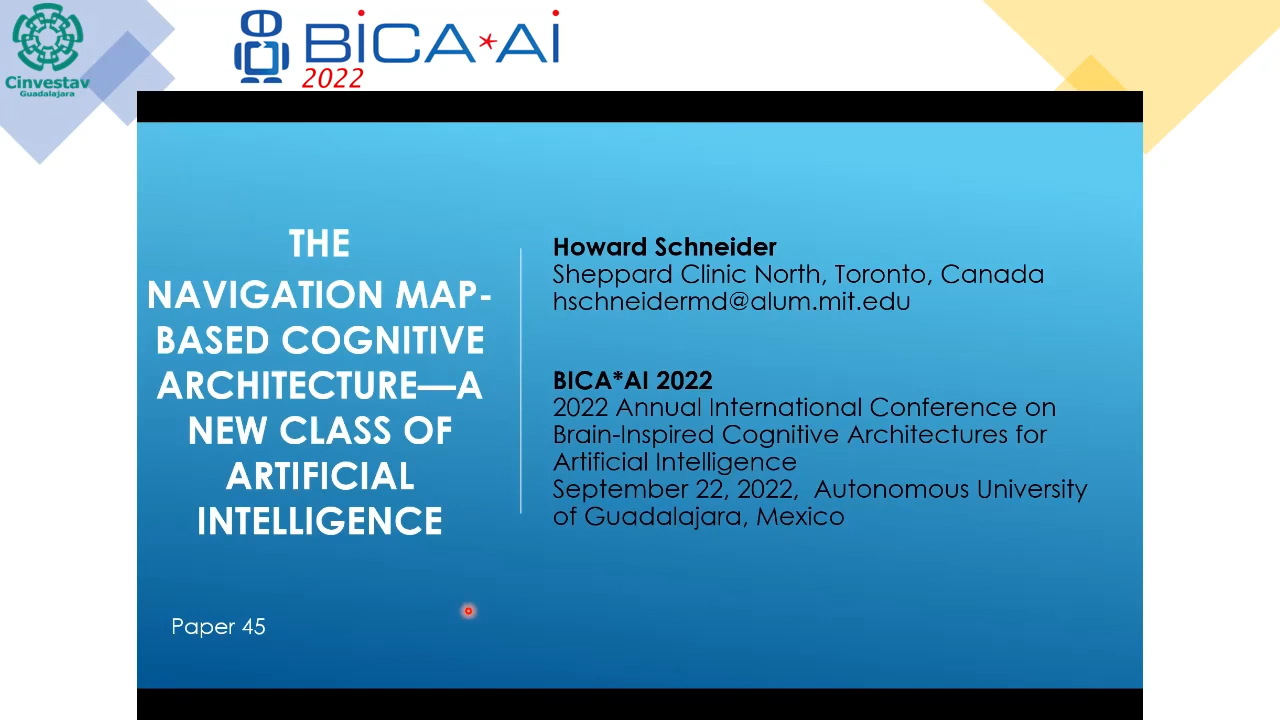 Cinvestav
Guadalajara
BiCA*Ai
2022
THE
NAVIGATION MAP-
BASED COGNITIVE
ARCHITECTURE—A
NEW CLASS OF
ARTIFICIAL
INTELLIGENCE
Paper 45
Howard Schneider
Sheppard Clinic North, Toronto, Canada
hschneidermd@alum.mit.edu
BICA*AI 2022
2022 Annual International Conference on
Brain-Inspired Cognitive Architectures for
Artificial Intelligence
September 22, 2022,  Autonomous University
of Guadalajara, Mexico